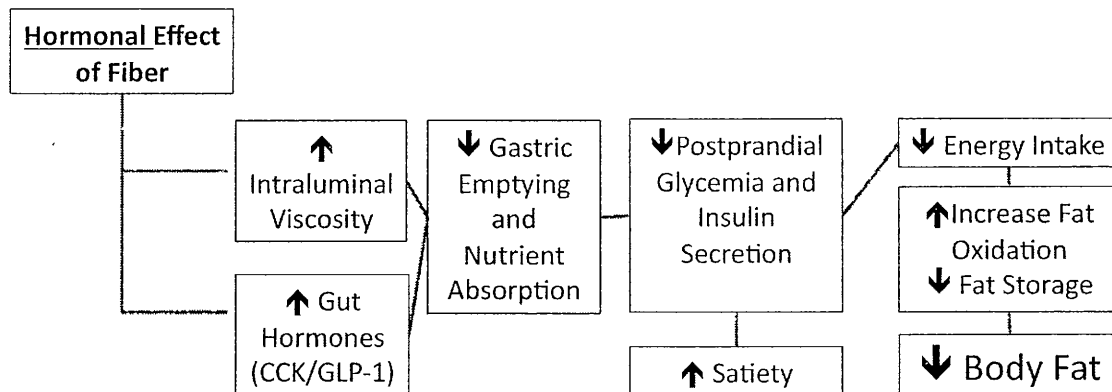 Hormonal Effect
of Fiber
↑
Intraluminal
Viscosity
↑ Gut
Hormones
(CCK/GLP-1)
↓ Gastric
Emptying
and
Nutrient
Absorption
↓Postprandial
Glycemia and
Insulin
Secretion
↑ Satiety
↓ Energy Intake
↑Increase Fat
Oxidation
↓ Fat Storage
↓ Body Fat